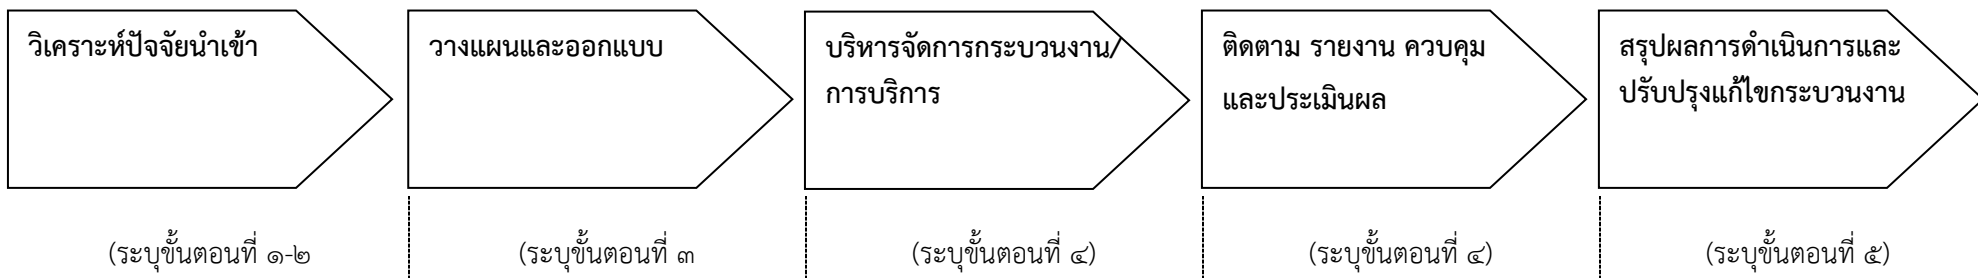 วิเคราะห์ปัจจัยนำเข้า
วางแผนและออกแบบ
บริหารจัดการกระบวนงาน/
การบริการ
ติดตาม รายงาน ควบคุม
และประเมินผล
สรุปผลการดำเนินการและ
ปรับปรุงแก้ไขกระบวนงาน
(ระบุขั้นตอนที่ ๑-๒
(ระบุขั้นตอนที่ ๓
(ระบุขั้นตอนที่ ๔)
(ระบุขั้นตอนที่ ๔)
(ระบุขั้นตอนที่ ๕)